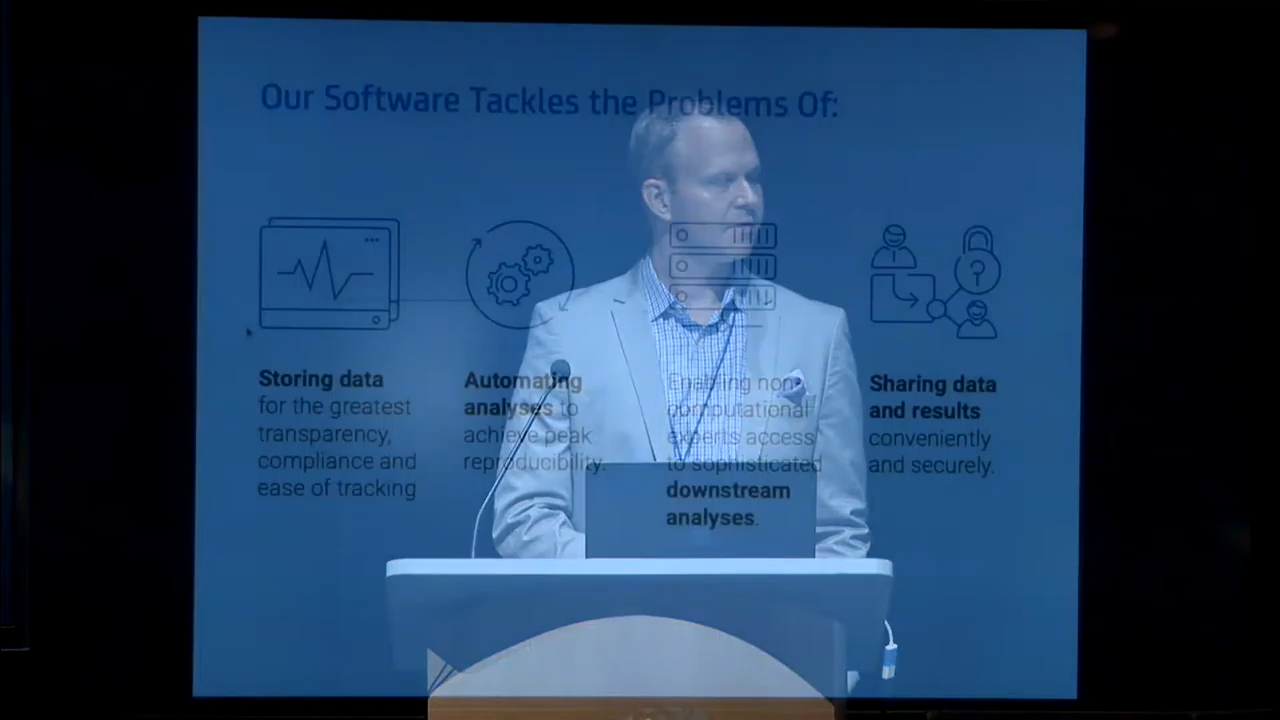 Our Software Tackles the Problems Of:
Storing data
for the greatest
transparency,
compliance and
ease of tracking
Automating
analyses to
achieve peak
reproducibility.
Enabling non
computational
experts access
to sophisticated
downstream
analyses.
Sharing data
and results
conveniently
and securely.